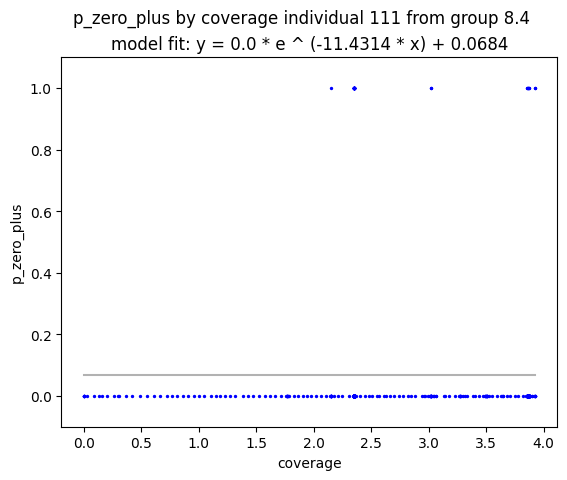 p_zero_plus by coverage individual 111 from group 8.4
model fit: y = 0.0 * e ^ (-11.4314 * x) + 0.0684
1.0
0.8
0.6
0.4
0.2
0.0
p_zero_plus
0.0 0.5 1.0 1.5 2.0 2.5 3.0 3.5 4.0
coverage